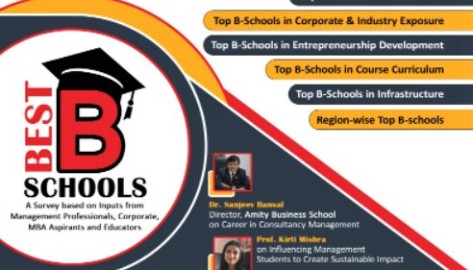 Top B-Schools in Corporate & Industry Exposure
Top B-Schools in Entrepreneurship Development
Top B-Schools in Course Curriculum
Top B-Schools in Infrastructure
Region-wise Top B-schools
BEST
B
SCHOOLS
A Survey based on Inputs from
Management Professionals, Corporate,
MBA Aspirants and Educators
Dr. Sanjeev Bansal
Director, Amity Business School
on Career in Consultancy Management
Prof. Kirti Mishra
on Influencing Management
Students to Create Sustainable Impact